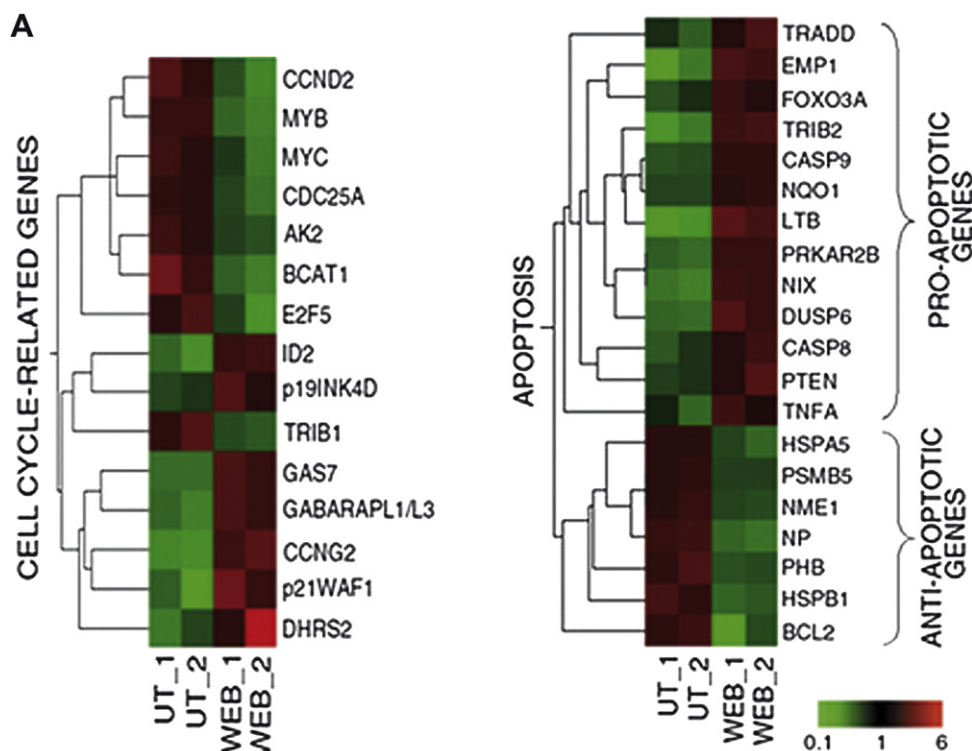 A
CELL CYCLE-RELATED GENES
CCND2
MYB
MYC
CDC25A
AK2
BCAT1
E2F5
ID2
p19INK4D
TRIB1
GAS7
GABARAPL1/L3
CCNG2
p21WAF1
DHRS2
UT_1
UT_2
WEB_1
WEB_2
APOPTOSIS
TRADD
EMP1
FOXO3A
TRIB2
CASP9
NQO1
LTB
PRKAR2B
NIX
DUSP6
CASP8
PTEN
TNFA
HSPA5
PSMB5
NME1
NP
PHB
HSPB1
BCL2
PRO-APOPTOTIC
GENES
ANTI-APOPTOTIC
GENES
UT_1
UT_2
WEB_1
WEB_2
0.1 1 6